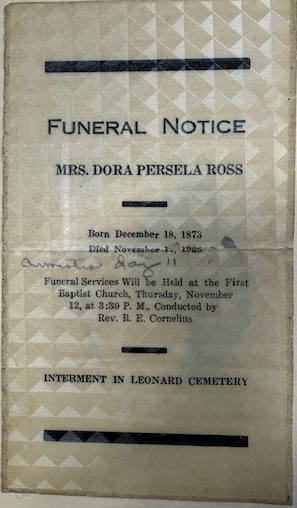 FUNERAL NOTICE
MRS. DORA PERSELA ROSS
Born December 18, 1873
Died November 1925
day 11
Funeral Services Will be Held at the First
Baptist Church, Thursday, November
12, at 3:30 P. M., Conducted by
Rev. R. E. Cornelius
INTERMENT IN LEONARD CEMETERY